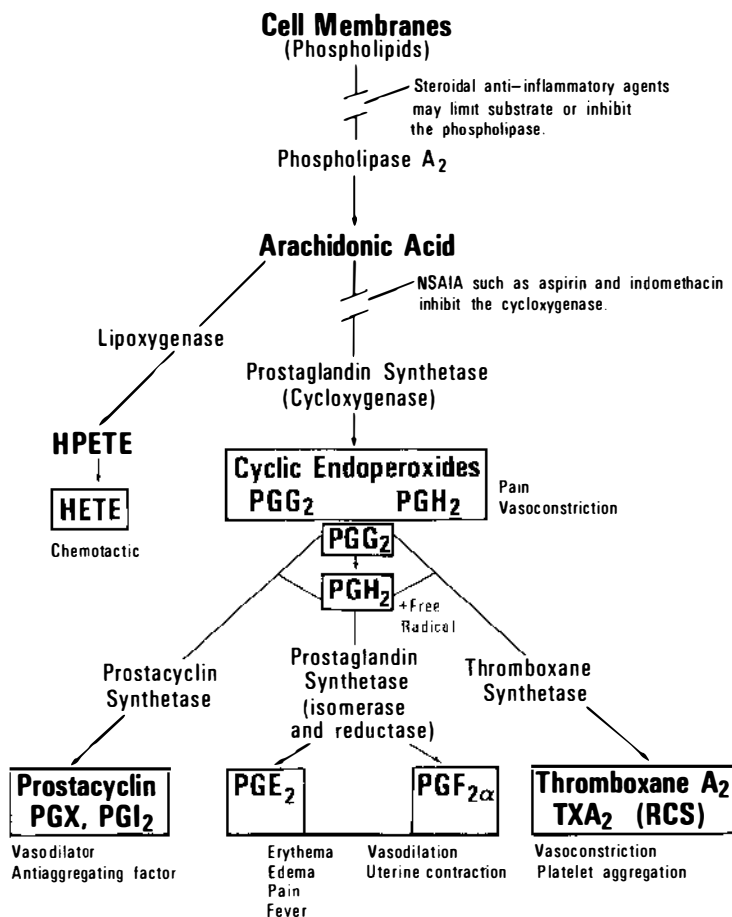 Cell Membranes
(Phospholipids)
Steroidal anti-inflammatory agents
may limit substrate or inhibit
the phospholipase.
Phospholipase A₂
Arachidonic Acid
NSAIA such as aspirin and indomethacin
inhibit the cycloxygenase.
Lipoxygenase
Prostaglandin Synthetase
(Cycloxygenase)
HPETE
HETE
Chemotactic
Cyclic Endoperoxides
PGG₂ PGH₂
Pain
Vasoconstriction
PGG₂
PGH₂
+Free
Radical
Prostacyclin
Synthetase
Prostaglandin
Synthetase
(isomerase
and reductase)
Thromboxane
Synthetase
Prostacyclin
PGX, PGI₂
Vasodilator
Antiaggregating factor
PGE₂
Erythema
Edema
Pain
Fever
PGF₂α
Vasodilation
Uterine contraction
Thromboxane A₂
TXA₂ (RCS)
Vasoconstriction
Platelet aggregation